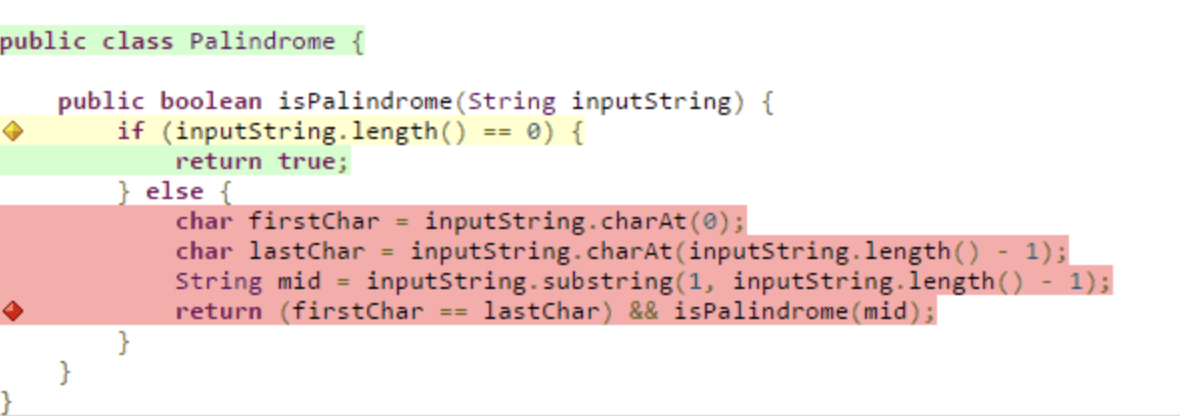 public class Palindrome {
public boolean isPalindrome(String inputString) {
if (inputString.length() == 0) {
return true;
} else {
char firstChar = inputString.charAt(0);
char lastChar = inputString.charAt(inputString.length() - 1);
String mid = inputString.substring(1, inputString.length() - 1);
return (firstChar == lastChar) && isPalindrome(mid);
}
}
}